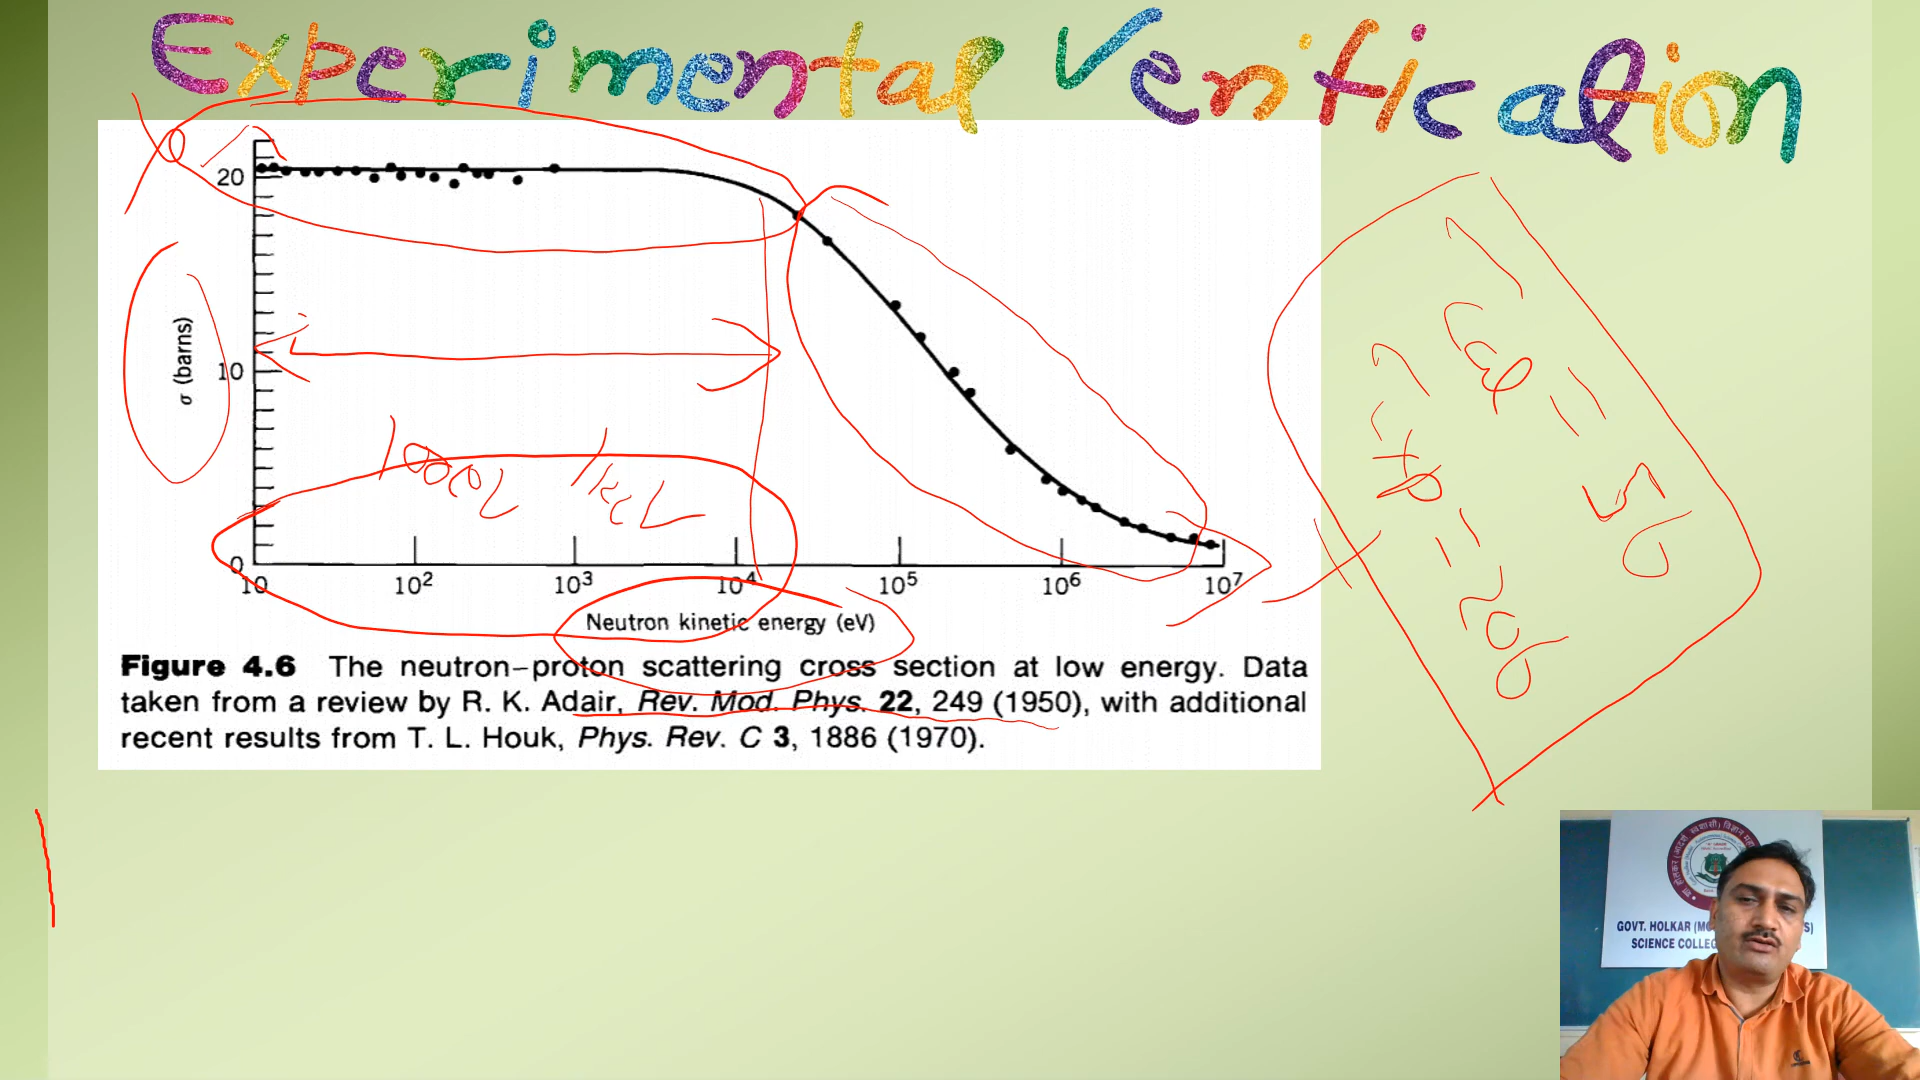 Experimental Verification
20
10
0
σ (barns)
10 10² 10³ 10⁴ 10⁵ 10⁶ 10⁷
100eV 1keV
Neutron kinetic energy (eV)
Figure 4.6 The neutron–proton scattering cross section at low energy. Data
taken from a review by R. K. Adair, Rev. Mod. Phys. 22, 249 (1950), with additional
recent results from T. L. Houk, Phys. Rev. C 3, 1886 (1970).
= 5b
= 20b
GOVT. HOLKAR
SCIENCE